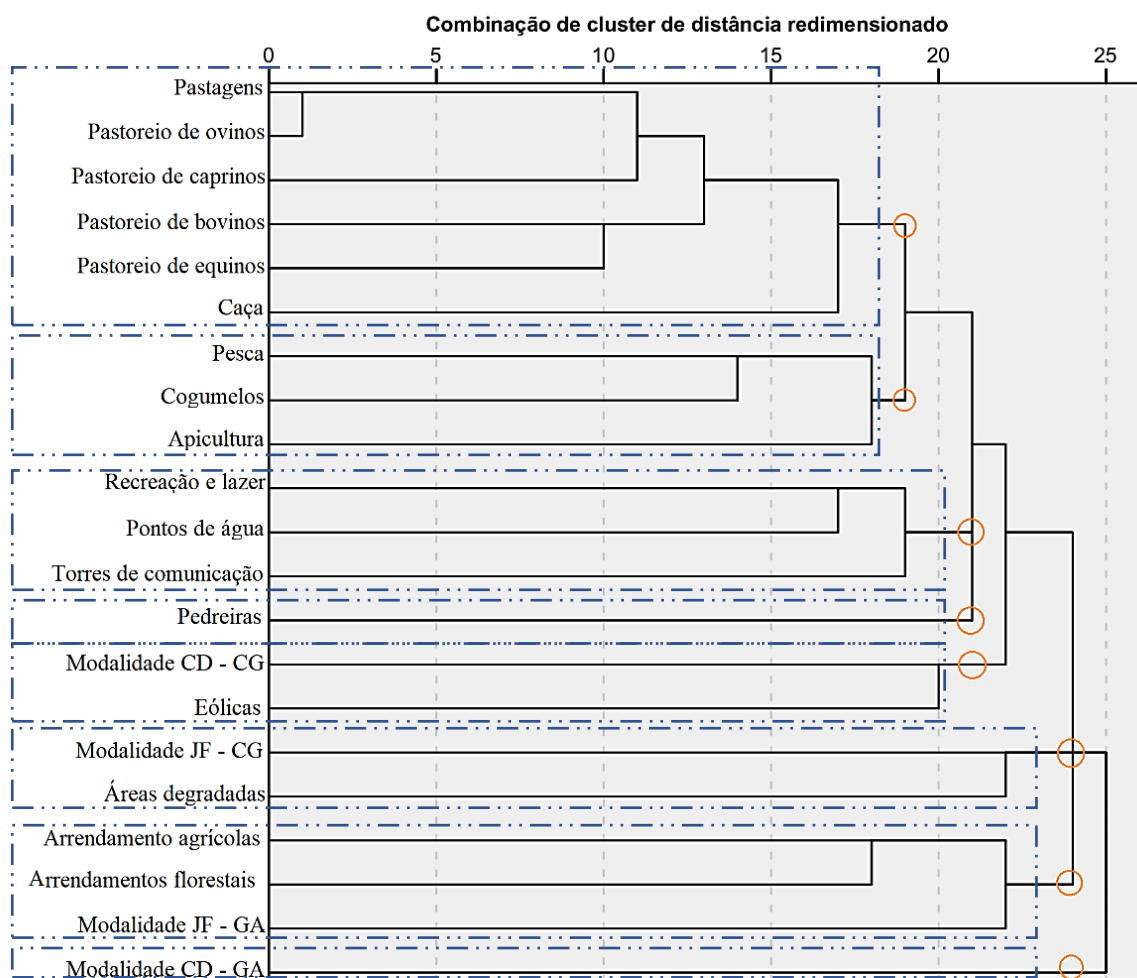 Combinação de cluster de distância redimensionado
0 5 10 15 20 25
Pastagens
Pastoreio de ovinos
Pastoreio de caprinos
Pastoreio de bovinos
Pastoreio de equinos
Caça
Pesca
Cogumelos
Apicultura
Recreação e lazer
Pontos de água
Torres de comunicação
Pedreiras
Modalidade CD - CG
Eólicas
Modalidade JF - CG
Áreas degradadas
Arrendamento agrícolas
Arrendamentos florestais
Modalidade JF - GA
Modalidade CD - GA